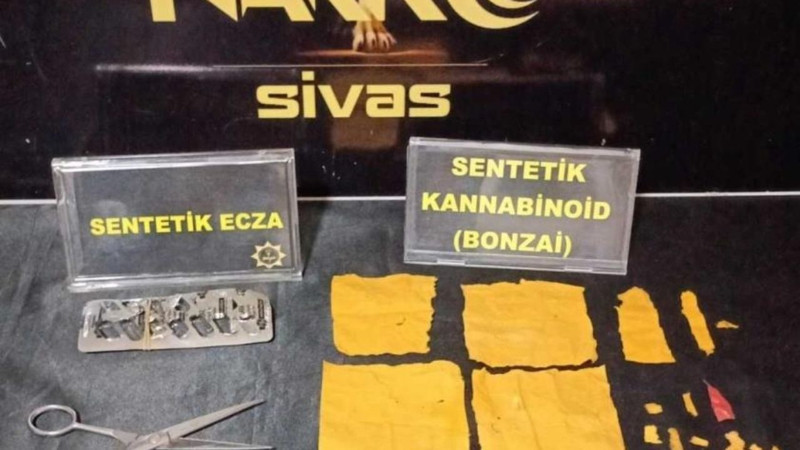 sivas
SENTETİK ECZA
SENTETİK
KANNABİNOİD
(BONZAİ)